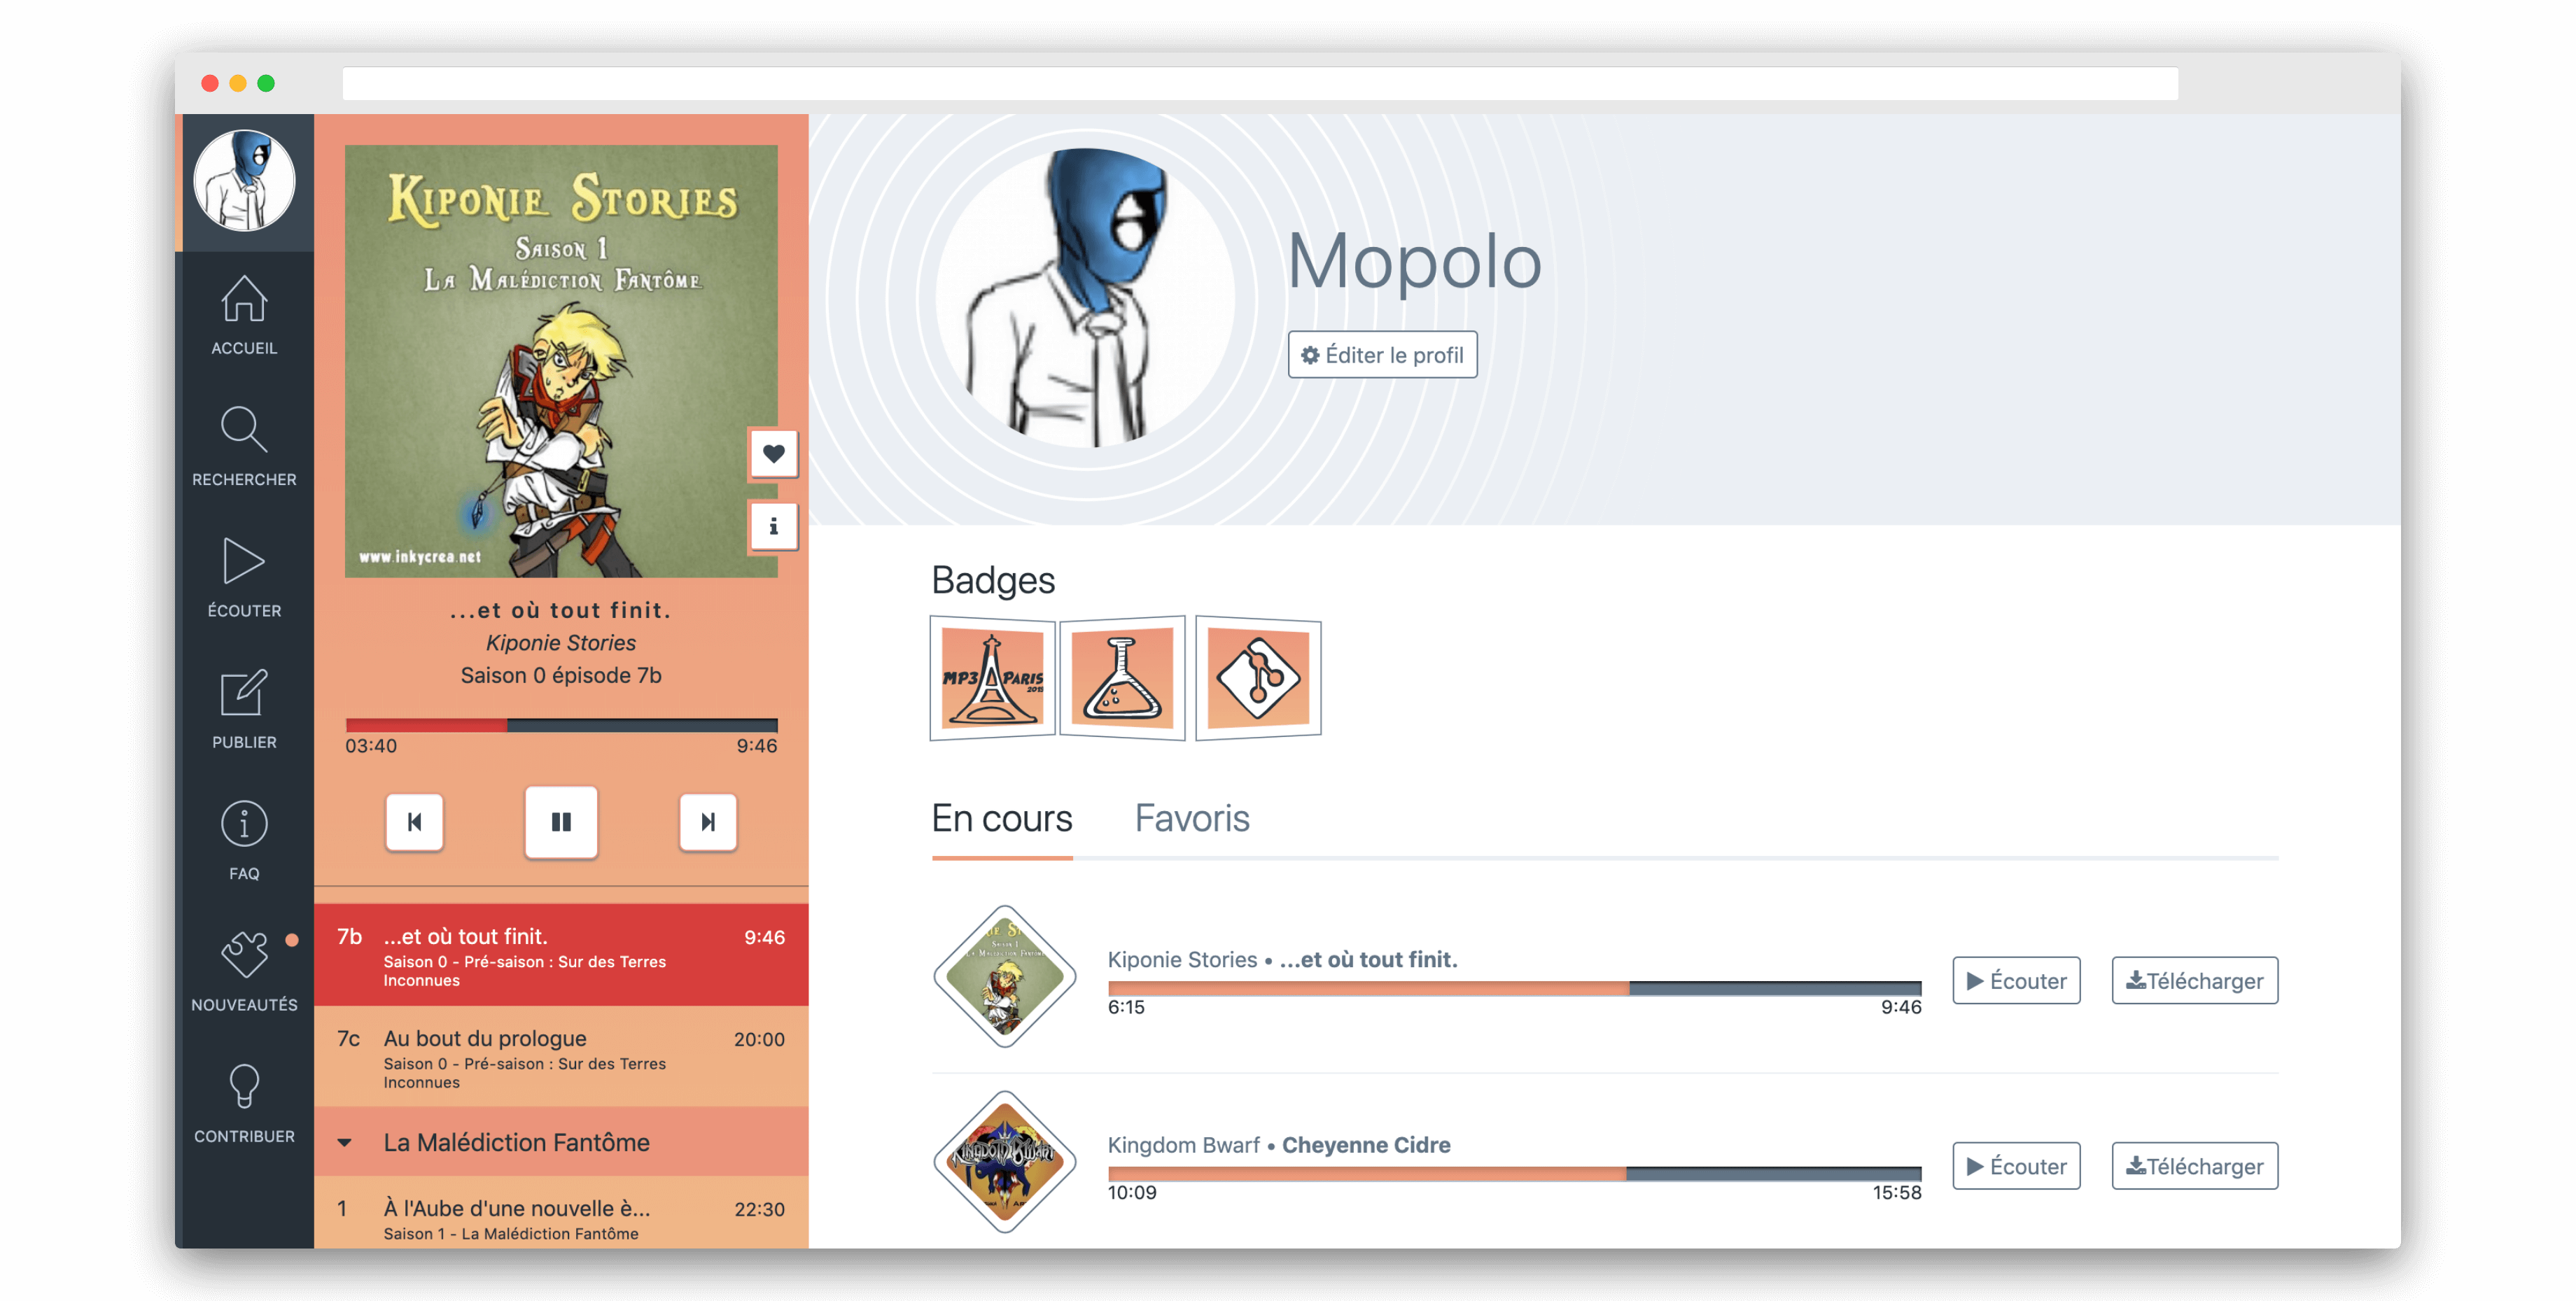 ACCUEIL
RECHERCHER
ÉCOUTER
PUBLIER
FAQ
NOUVEAUTÉS
CONTRIBUER
KIPONIE STORIES
SAISON 1
LA MALÉDICTION FANTÔME
www.inkycrea.net
...et où tout finit.
Kiponie Stories
Saison 0 épisode 7b
03:40 9:46
7b ...et où tout finit. 9:46
Saison 0 - Pré-saison : Sur des Terres
Inconnues
7c Au bout du prologue 20:00
Saison 0 - Pré-saison : Sur des Terres
Inconnues
La Malédiction Fantôme
1 À l'Aube d'une nouvelle è... 22:30
Saison 1 - La Malédiction Fantôme
Mopolo
Éditer le profil
Badges
MP3 PARIS
En cours Favoris
Kiponie Stories • ...et où tout finit.
6:15 9:46
Écouter Télécharger
Kingdom Bwarf • Cheyenne Cidre
10:09 15:58
Écouter Télécharger